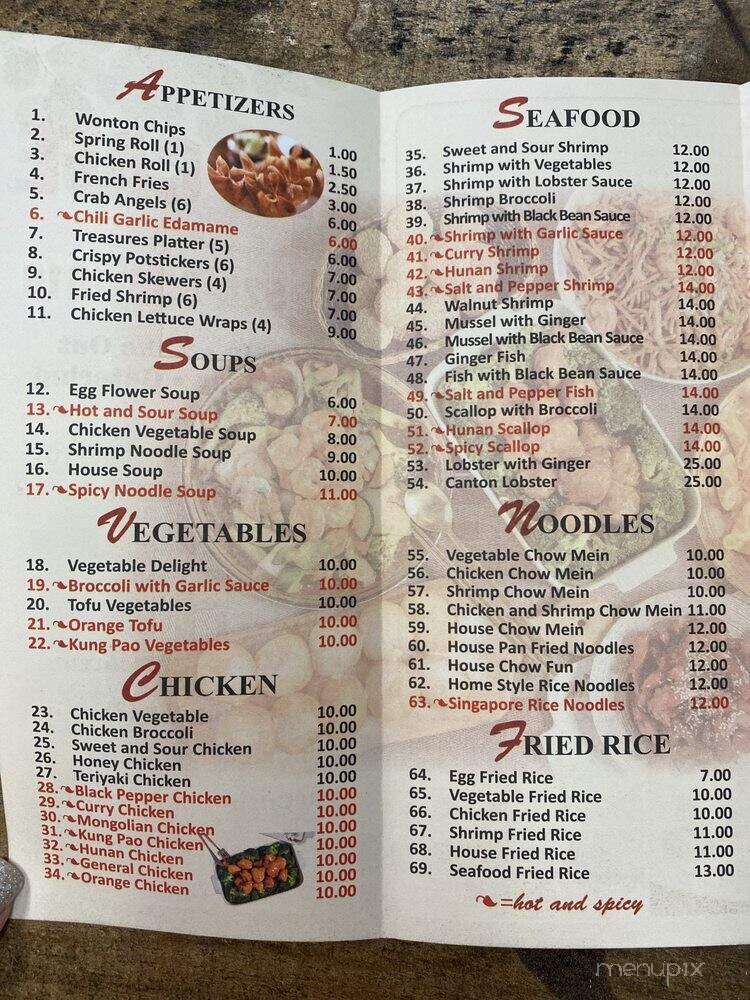 APPETIZERS
1. Wonton Chips 1.00
2. Spring Roll (1) 1.50
3. Chicken Roll (1) 2.50
4. French Fries 3.00
5. Crab Angels (6) 6.00
6. Chili Garlic Edamame 6.00
7. Treasures Platter (5) 6.00
8. Crispy Potstickers (6) 7.00
9. Chicken Skewers (4) 7.00
10. Fried Shrimp (6) 7.00
11. Chicken Lettuce Wraps (4) 9.00
SOUPS
12. Egg Flower Soup 6.00
13. Hot and Sour Soup 7.00
14. Chicken Vegetable Soup 8.00
15. Shrimp Noodle Soup 9.00
16. House Soup 10.00
17. Spicy Noodle Soup 11.00
VEGETABLES
18. Vegetable Delight 10.00
19. Broccoli with Garlic Sauce 10.00
20. Tofu Vegetables 10.00
21. Orange Tofu 10.00
22. Kung Pao Vegetables 10.00
CHICKEN
23. Chicken Vegetable 10.00
24. Chicken Broccoli 10.00
25. Sweet and Sour Chicken 10.00
26. Honey Chicken 10.00
27. Teriyaki Chicken 10.00
28. Black Pepper Chicken 10.00
29. Curry Chicken 10.00
30. Mongolian Chicken 10.00
31. Kung Pao Chicken 10.00
32. Hunan Chicken 10.00
33. General Chicken 10.00
34. Orange Chicken 10.00
SEAFOOD
35. Sweet and Sour Shrimp 12.00
36. Shrimp with Vegetables 12.00
37. Shrimp with Lobster Sauce 12.00
38. Shrimp Broccoli 12.00
39. Shrimp with Black Bean Sauce 12.00
40. Shrimp with Garlic Sauce 12.00
41. Curry Shrimp 12.00
42. Hunan Shrimp 12.00
43. Salt and Pepper Shrimp 14.00
44. Walnut Shrimp 14.00
45. Mussel with Ginger 14.00
46. Mussel with Black Bean Sauce 14.00
47. Ginger Fish 14.00
48. Fish with Black Bean Sauce 14.00
49. Salt and Pepper Fish 14.00
50. Scallop with Broccoli 14.00
51. Hunan Scallop 14.00
52. Spicy Scallop 14.00
53. Lobster with Ginger 25.00
54. Canton Lobster 25.00
NOODLES
55. Vegetable Chow Mein 10.00
56. Chicken Chow Mein 10.00
57. Shrimp Chow Mein 10.00
58. Chicken and Shrimp Chow Mein 11.00
59. House Chow Mein 12.00
60. House Pan Fried Noodles 12.00
61. House Chow Fun 12.00
62. Home Style Rice Noodles 12.00
63. Singapore Rice Noodles 12.00
FRIED RICE
64. Egg Fried Rice 7.00
65. Vegetable Fried Rice 10.00
66. Chicken Fried Rice 10.00
67. Shrimp Fried Rice 11.00
68. House Fried Rice 11.00
69. Seafood Fried Rice 13.00
=hot and spicy
menupix